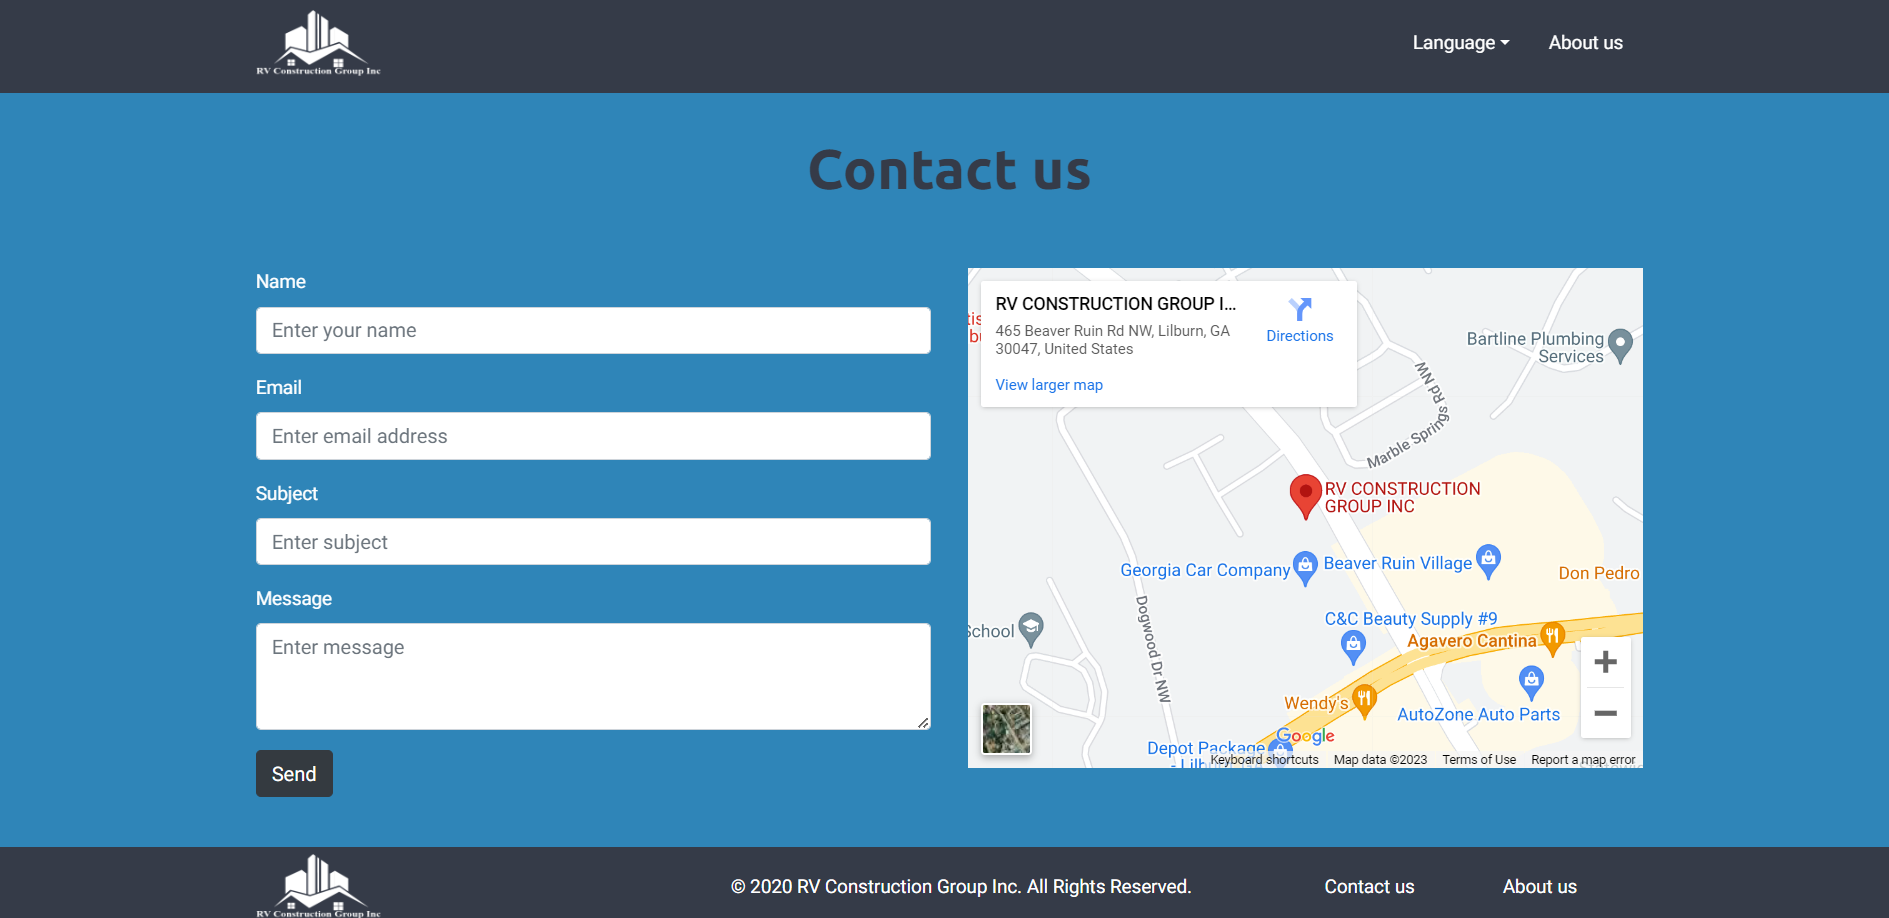 RV Construction Group Inc
Language
About us
Contact us
Name
Enter your name
Email
Enter email address
Subject
Enter subject
Message
Enter message
Send
RV CONSTRUCTION GROUP I...
465 Beaver Ruin Rd NW, Lilburn, GA
30047, United States
Directions
View larger map
Bartline Plumbing
Services
Marble Springs Rd NW
RV CONSTRUCTION
GROUP INC
Georgia Car Company
Beaver Ruin Village
Don Pedro
Dogwood Dr NW
School
C&C Beauty Supply #9
Agavero Cantina
Wendy's
AutoZone Auto Parts
Depot Package
Google
Keyboard shortcuts
Map data ©2023
Terms of Use
Report a map error
RV Construction Group Inc
© 2020 RV Construction Group Inc. All Rights Reserved.
Contact us
About us